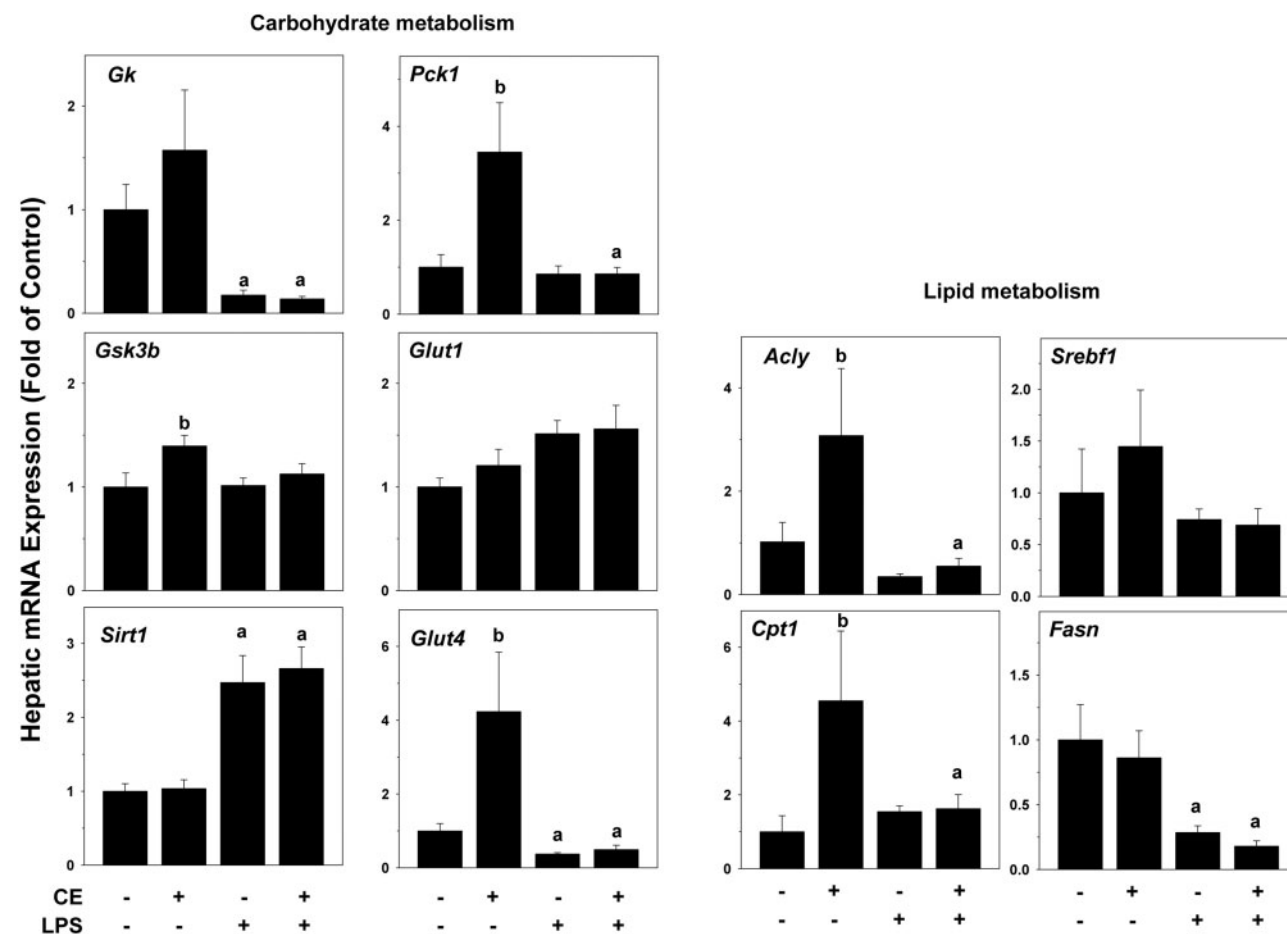 Carbohydrate metabolism
Hepatic mRNA Expression (Fold of Control)
Gk
2
1
0
a a
Pck1
4
2
0
b
a
Gsk3b
2
1
0
b
Glut1
2
1
0
Sirt1
3
2
1
0
a a
Glut4
6
4
2
0
b
a a
CE - + - + - + - +
LPS - - + + - - + +
Lipid metabolism
Acly
4
2
0
b
a
Srebf1
2.0
1.5
1.0
0.5
0.0
Cpt1
6
4
2
0
b
a
Fasn
1.5
1.0
0.5
0.0
a a
- + - + - + - +
- - + + - - + +